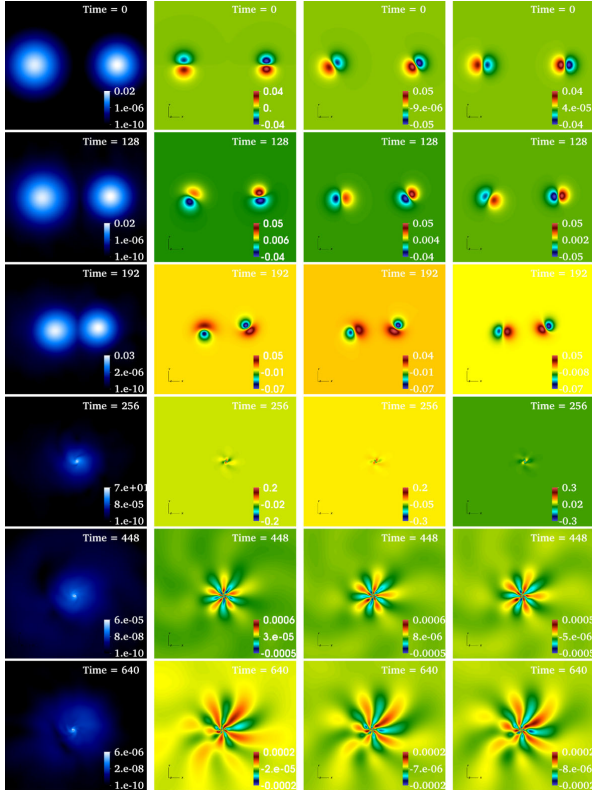 Time = 0
0.02
1.e-06
1.e-10
Time = 0
0.04
0.
-0.04
Time = 0
0.05
-9.e-06
-0.05
Time = 0
0.04
4.e-05
-0.04
Time = 128
0.02
1.e-06
1.e-10
Time = 128
0.05
0.006
-0.04
Time = 128
0.05
0.004
-0.04
Time = 128
0.05
0.002
-0.05
Time = 192
0.03
2.e-06
1.e-10
Time = 192
0.05
-0.01
-0.07
Time = 192
0.04
-0.01
-0.07
Time = 192
0.05
-0.008
-0.07
Time = 256
7.e+01
8.e-05
1.e-10
Time = 256
0.2
-0.02
-0.2
Time = 256
0.2
-0.05
-0.3
Time = 256
0.3
0.02
-0.3
Time = 448
6.e-05
8.e-08
1.e-10
Time = 448
0.0006
3.e-05
-0.0005
Time = 448
0.0006
8.e-06
-0.0005
Time = 448
0.0005
-5.e-06
-0.0005
Time = 640
6.e-06
2.e-08
1.e-10
Time = 640
0.0002
-2.e-05
-0.0002
Time = 640
0.0002
-7.e-06
-0.0002
Time = 640
0.0002
-8.e-06
-0.0002